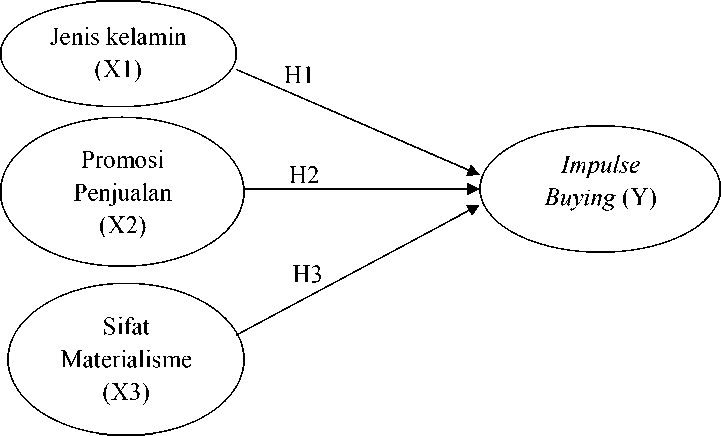 Jenis kelamin
(X1)
H1
Promosi
Penjualan
(X2)
H2
Impulse
Buying (Y)
H3
Sifat
Materialisme
(X3)